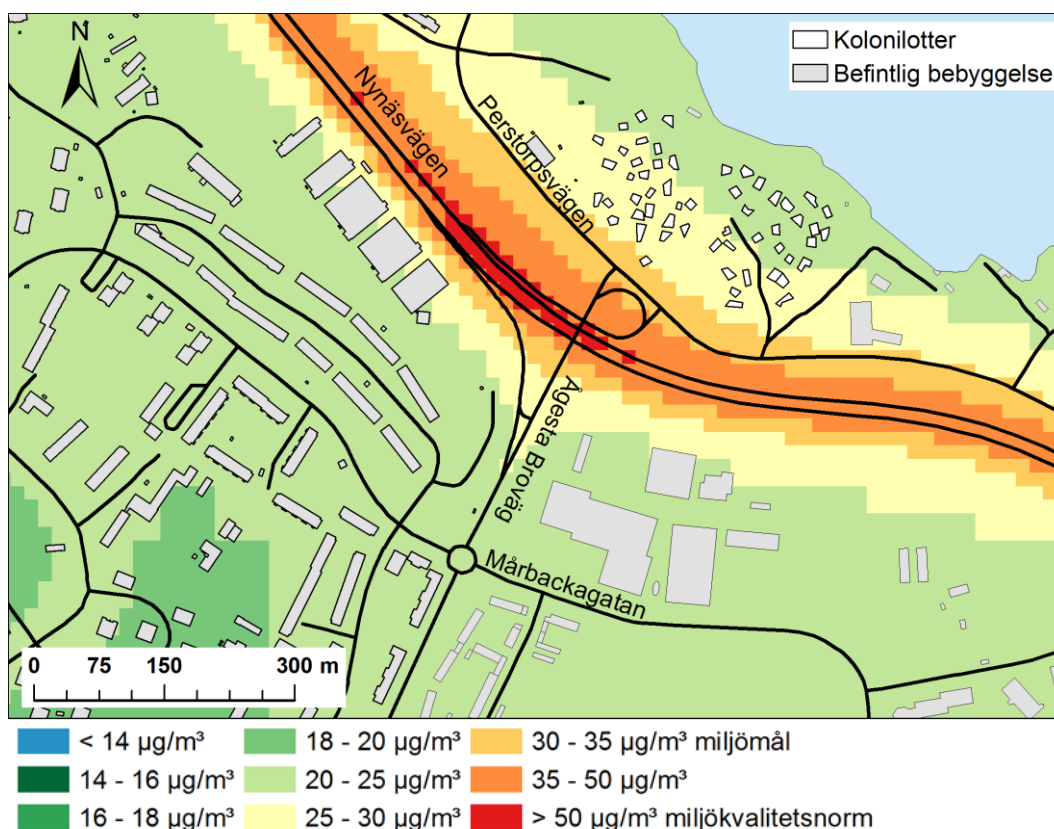 N
Kolonilotter
Befintlig bebyggelse
Nynäsvägen
Perstorpsvägen
Ågesta Broväg
Mårbackagatan
0 75 150 300 m
< 14 µg/m³
18 - 20 µg/m³
30 - 35 µg/m³ miljömål
14 - 16 µg/m³
20 - 25 µg/m³
35 - 50 µg/m³
16 - 18 µg/m³
25 - 30 µg/m³
> 50 µg/m³ miljökvalitetsnorm